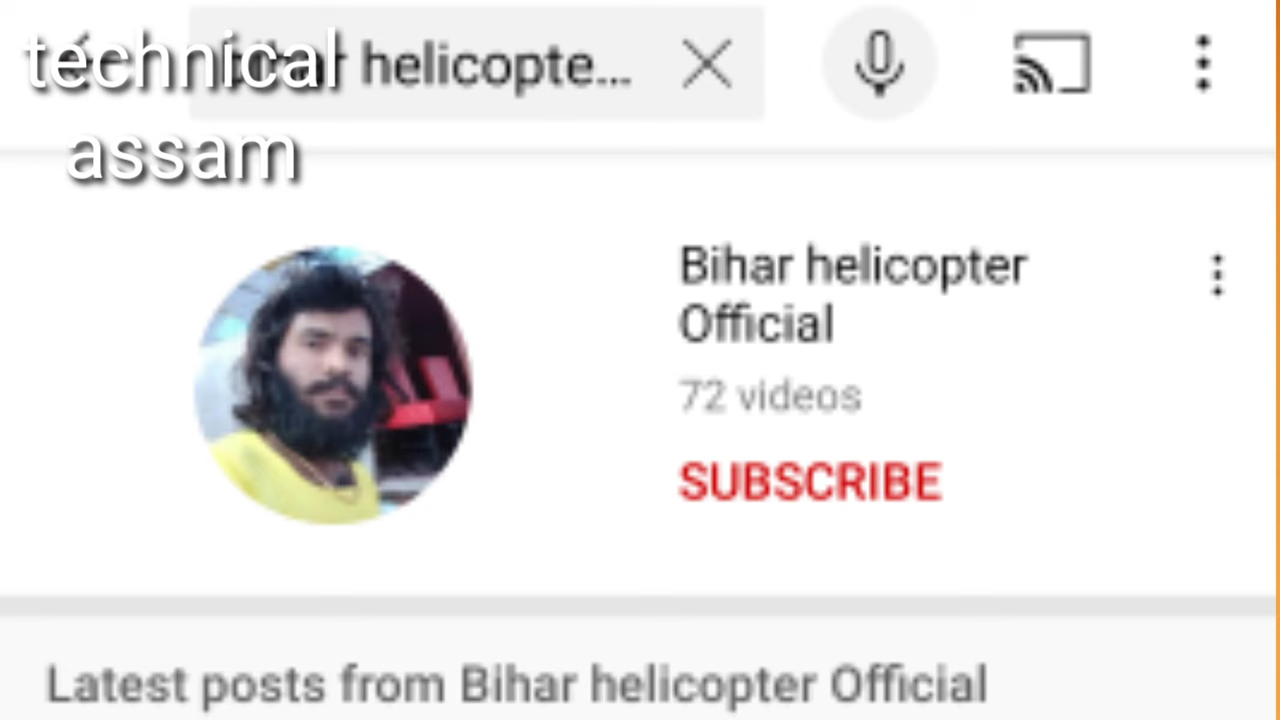 technical
assam
helicopte...
Bihar helicopter
Official
72 videos
SUBSCRIBE
Latest posts from Bihar helicopter Official